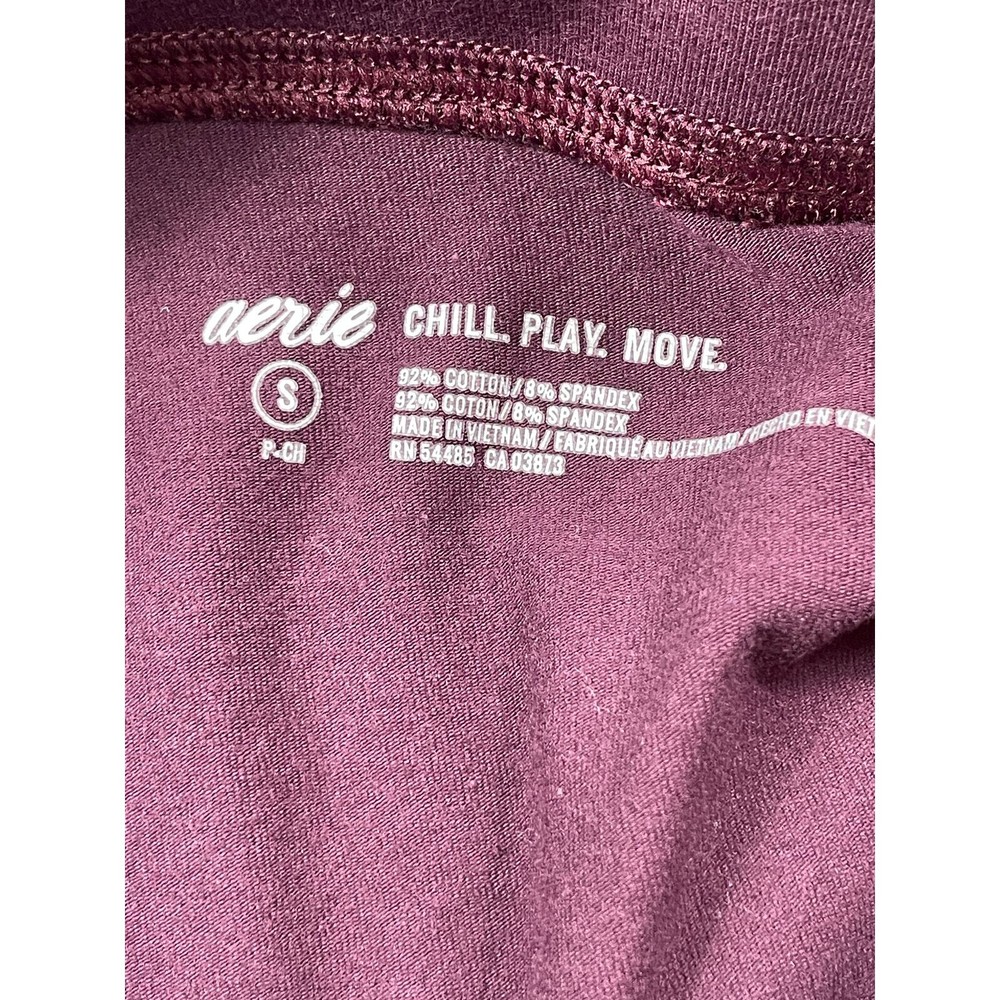 aerie CHILL. PLAY. MOVE.
S
P-CH
92% COTTON / 8% SPANDEX
92% COTON / 8% SPANDEX
MADE IN VIETNAM / FABRIQUÉ AU VIETNAM / HECHO EN VIET
RN 54485 CA 03873